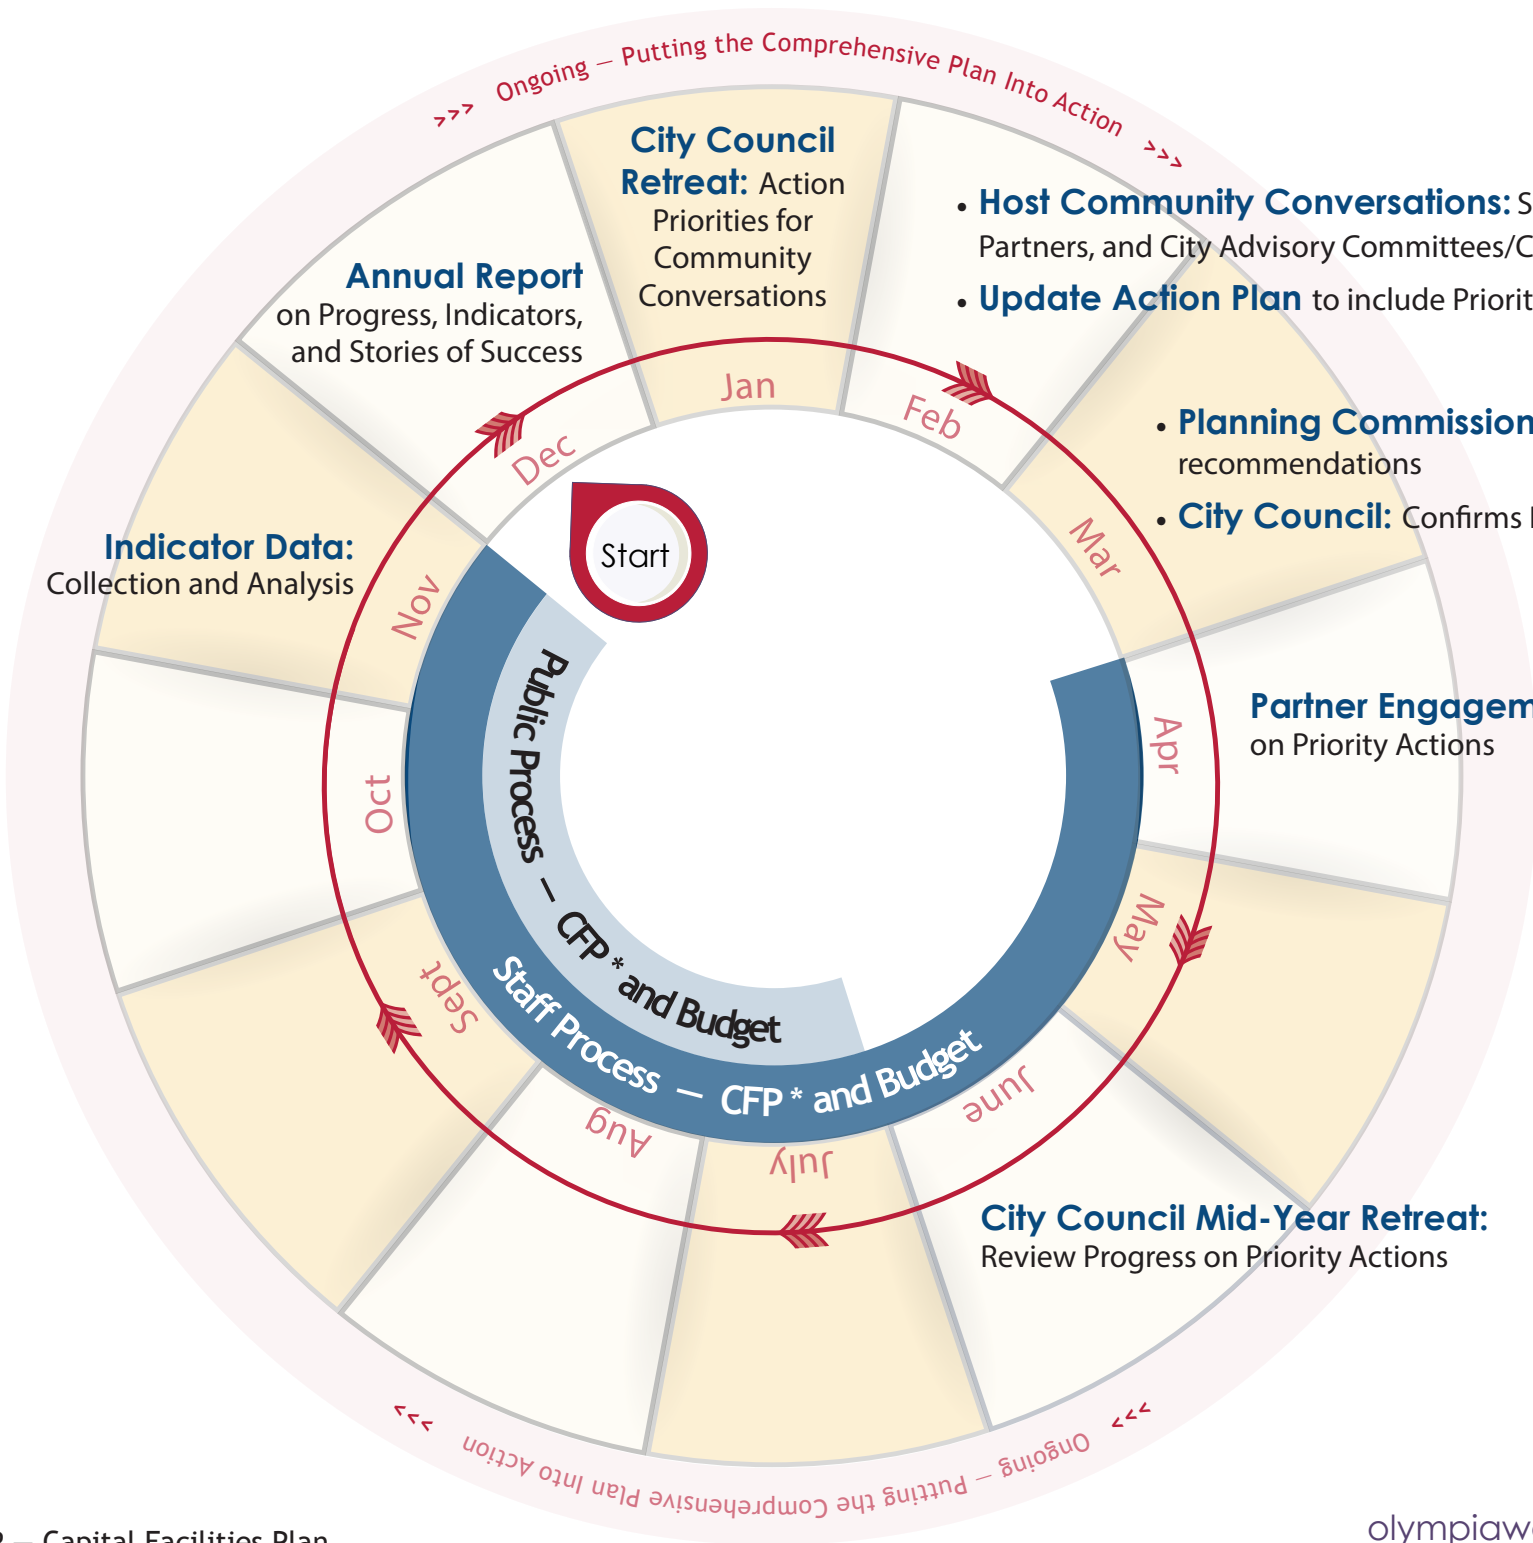 >>> Ongoing — Putting the Comprehensive Plan Into Action >>>
City Council
Retreat: Action
Priorities for
Community
Conversations
• Host Community Conversations: S
Partners, and City Advisory Committees/C
• Update Action Plan to include Priorit
Annual Report
on Progress, Indicators,
and Stories of Success
Jan
Feb
Dec
• Planning Commission
recommendations
• City Council: Confirms
Mar
Start
Indicator Data:
Collection and Analysis
Nov
Partner Engagem
on Priority Actions
Apr
Oct
May
Public Process — CFP * and Budget
Staff Process — CFP * and Budget
Sept
June
Aug
July
City Council Mid-Year Retreat:
Review Progress on Priority Actions
>>> Ongoing — Putting the Comprehensive Plan Into Action >>>
— Capital Facilities Plan
olympiawa